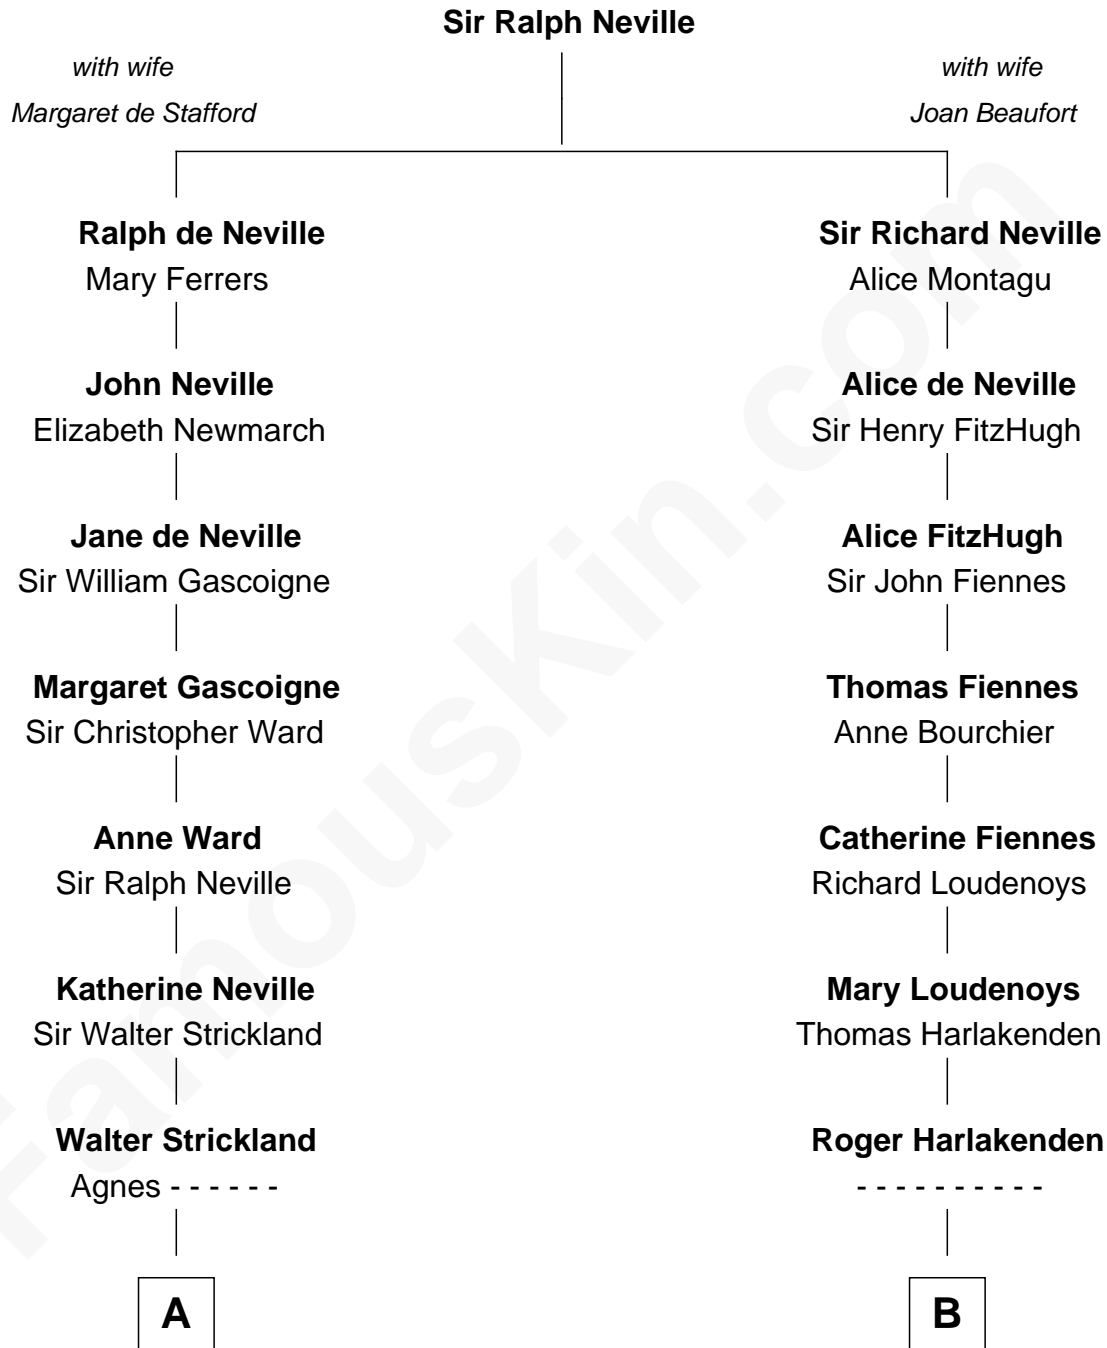 Sir Ralph Neville
with wife
Margaret de Stafford
with wife
Joan Beaufort
Ralph de Neville
Mary Ferrers
Sir Richard Neville
Alice Montagu
John Neville
Elizabeth Newmarch
Alice de Neville
Sir Henry FitzHugh
Jane de Neville
Sir William Gascoigne
Alice FitzHugh
Sir John Fiennes
Margaret Gascoigne
Sir Christopher Ward
Thomas Fiennes
Anne Bourchier
Anne Ward
Sir Ralph Neville
Catherine Fiennes
Richard Loudenoys
Katherine Neville
Sir Walter Strickland
Mary Loudenoys
Thomas Harlakenden
Walter Strickland
Agnes - - - - - -
Roger Harlakenden
- - - - - - - - - -
A
B
FamousKin.com